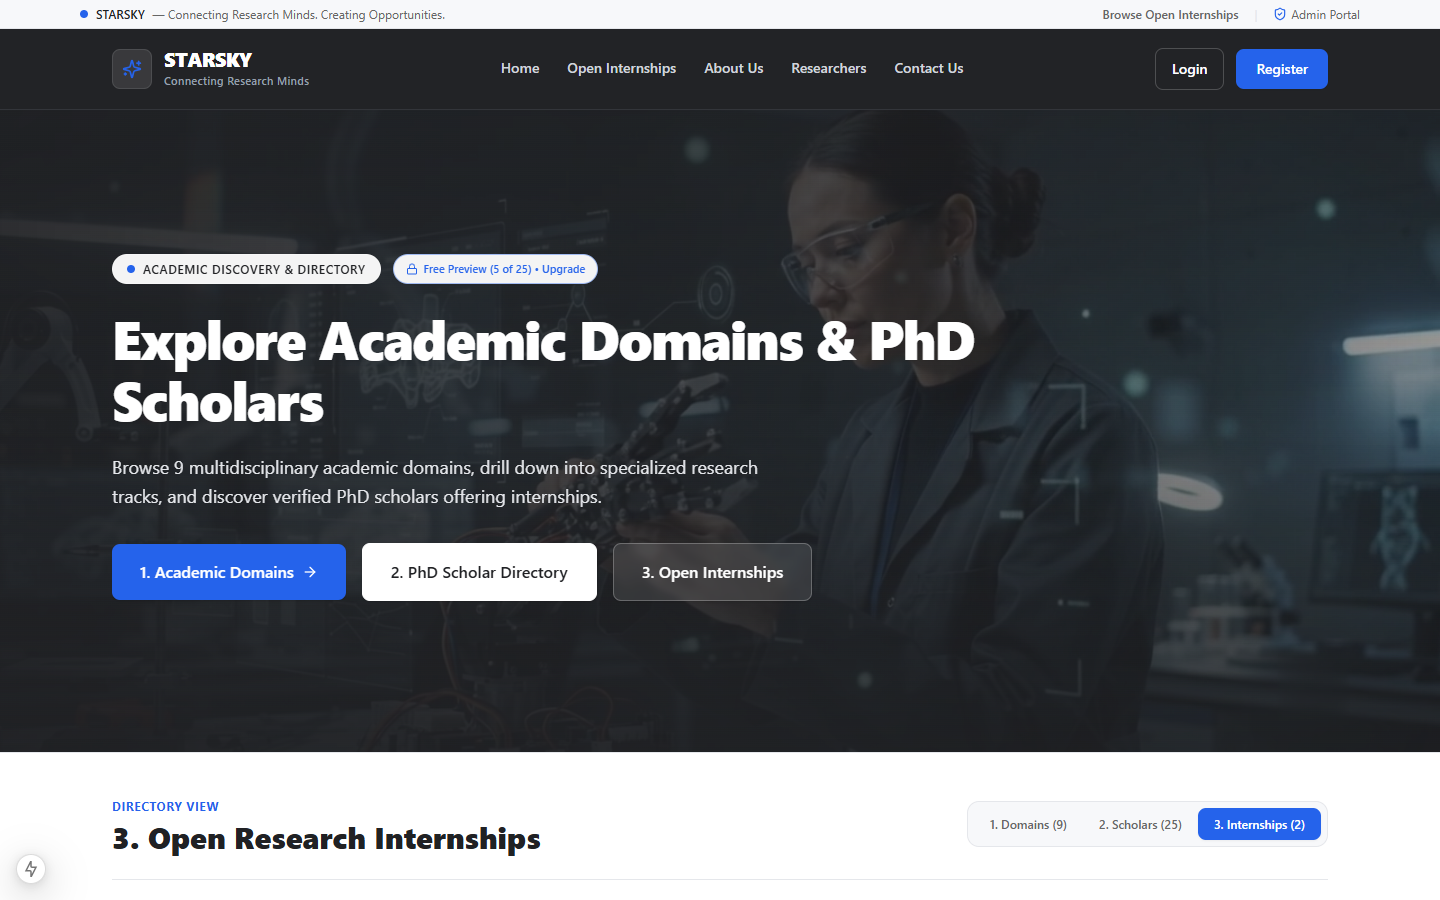 STARSKY — Connecting Research Minds. Creating Opportunities.
Browse Open Internships | Admin Portal
STARSKY
Connecting Research Minds
Home
Open Internships
About Us
Researchers
Contact Us
Login
Register
ACADEMIC DISCOVERY & DIRECTORY
Free Preview (5 of 25) • Upgrade
Explore Academic Domains & PhD
Scholars
Browse 9 multidisciplinary academic domains, drill down into specialized research
tracks, and discover verified PhD scholars offering internships.
1. Academic Domains →
2. PhD Scholar Directory
3. Open Internships
DIRECTORY VIEW
3. Open Research Internships
1. Domains (9)
2. Scholars (25)
3. Internships (2)